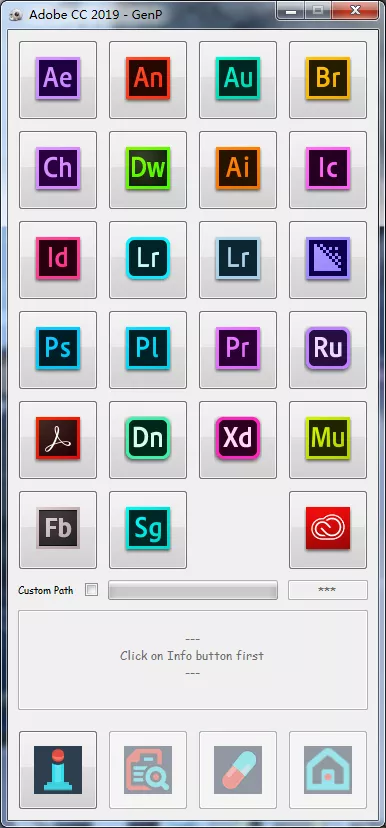 Adobe CC 2019 - GenP
Ae An Au Br
Ch Dw Ai Ic
Id Lr Lr
Ps Pl Pr Ru
Dn Xd Mu
Fb Sg
Custom Path ***
---
Click on Info button first
---